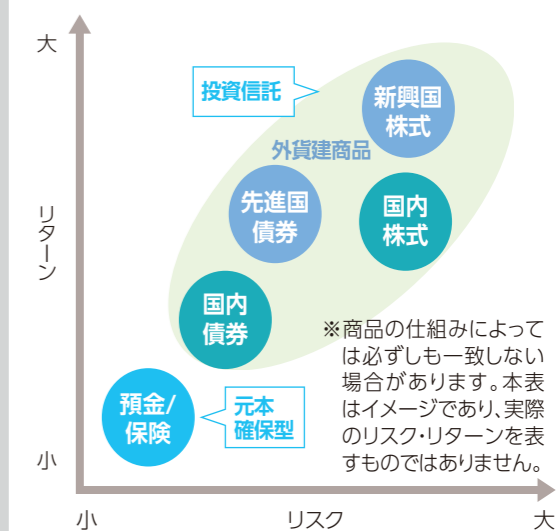 大
投資信託
新興国
株式
外貨建商品
先進国
債券
国内
株式
リターン
国内
債券
※商品の仕組みによって
は必ずしも一致しない
場合があります。本表
はイメージであり、実際
のリスク・リターンを表
すものではありません。
預金/
保険
元本
確保型
小
小
リスク
大